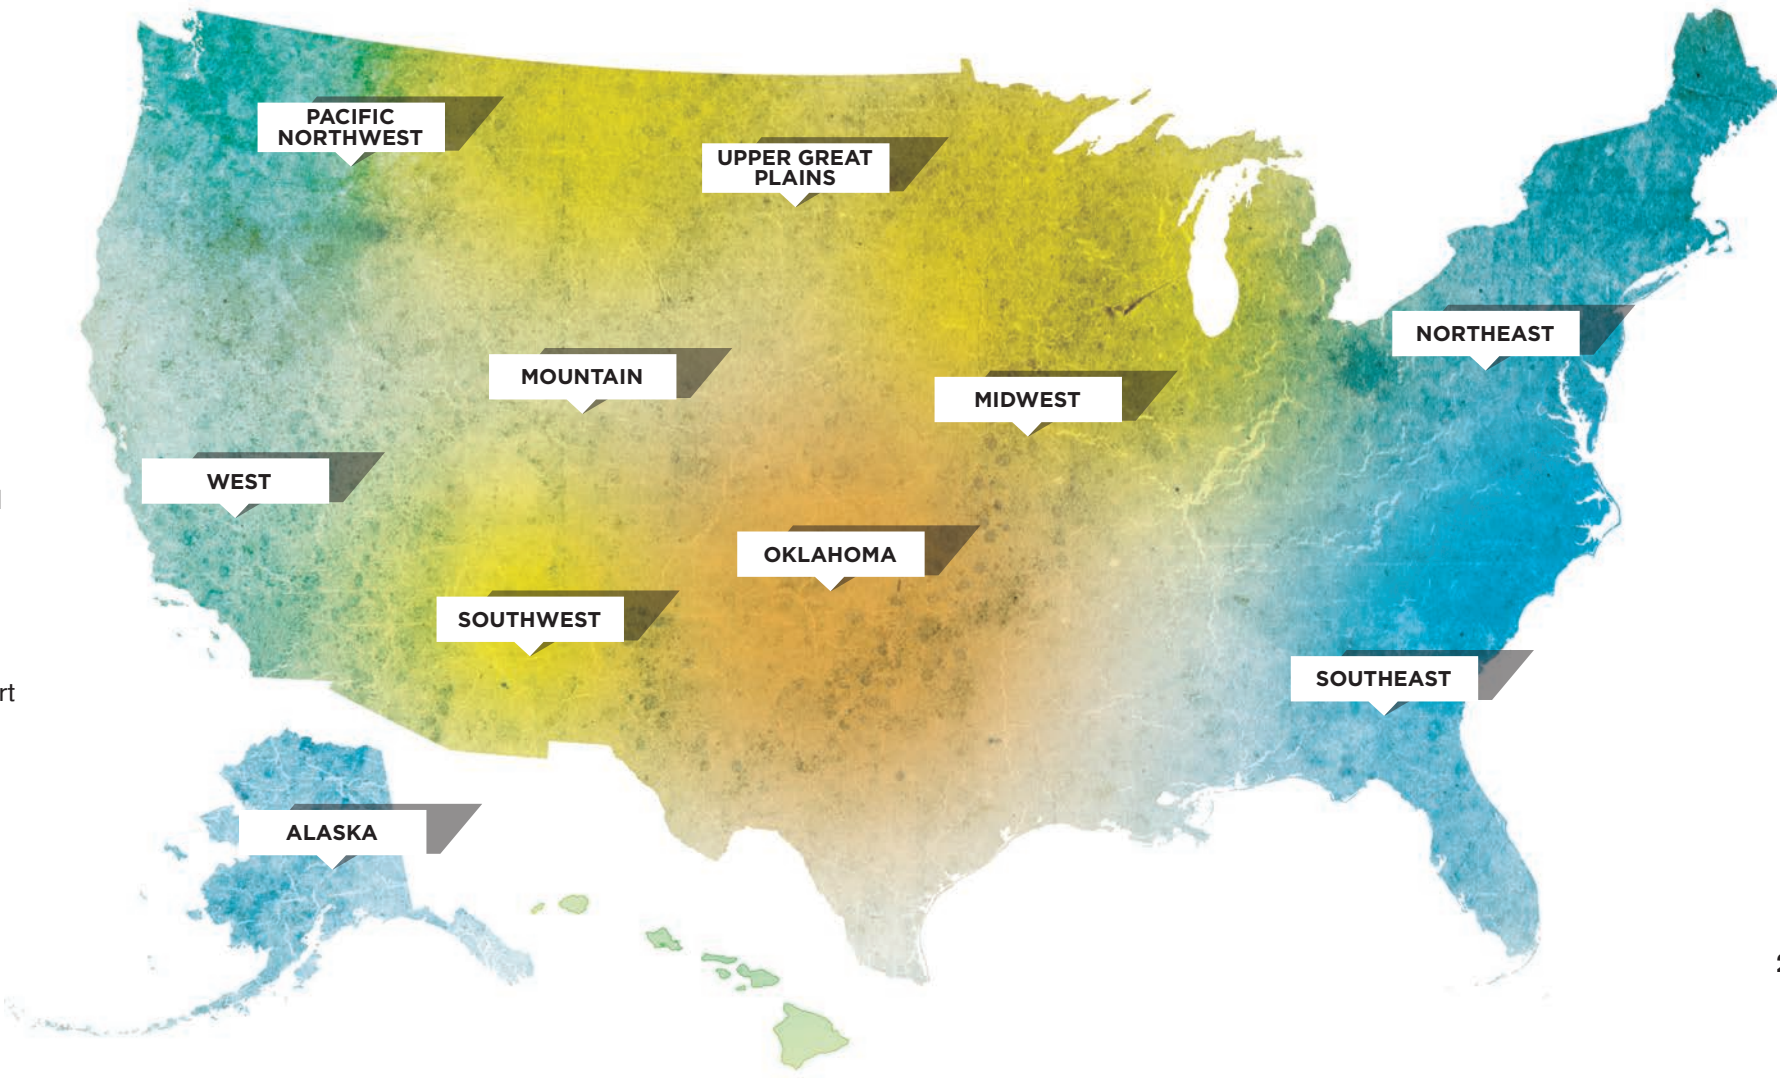 PACIFIC
NORTHWEST
UPPER GREAT
PLAINS
NORTHEAST
MOUNTAIN
MIDWEST
WEST
OKLAHOMA
SOUTHWEST
SOUTHEAST
rt
ALASKA